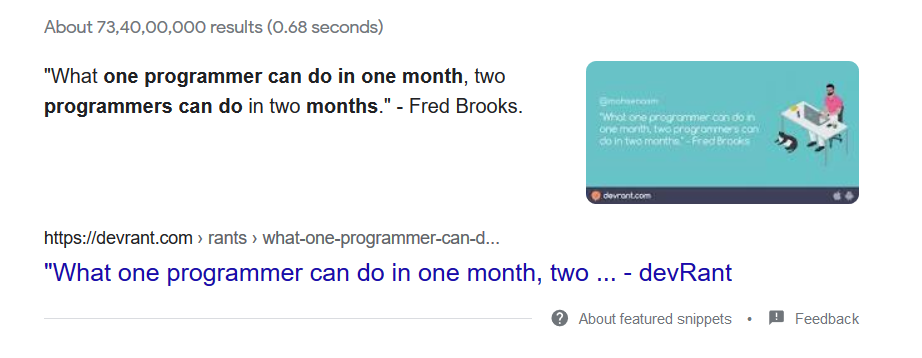 About 73,40,00,000 results (0.68 seconds)
"What one programmer can do in one month, two
programmers can do in two months." - Fred Brooks.
@mohsenasm
"What one programmer can do in
one month, two programmers can
do in two months." - Fred Brooks
devrant.com
https://devrant.com › rants › what-one-programmer-can-d...
"What one programmer can do in one month, two ... - devRant
About featured snippets • Feedback